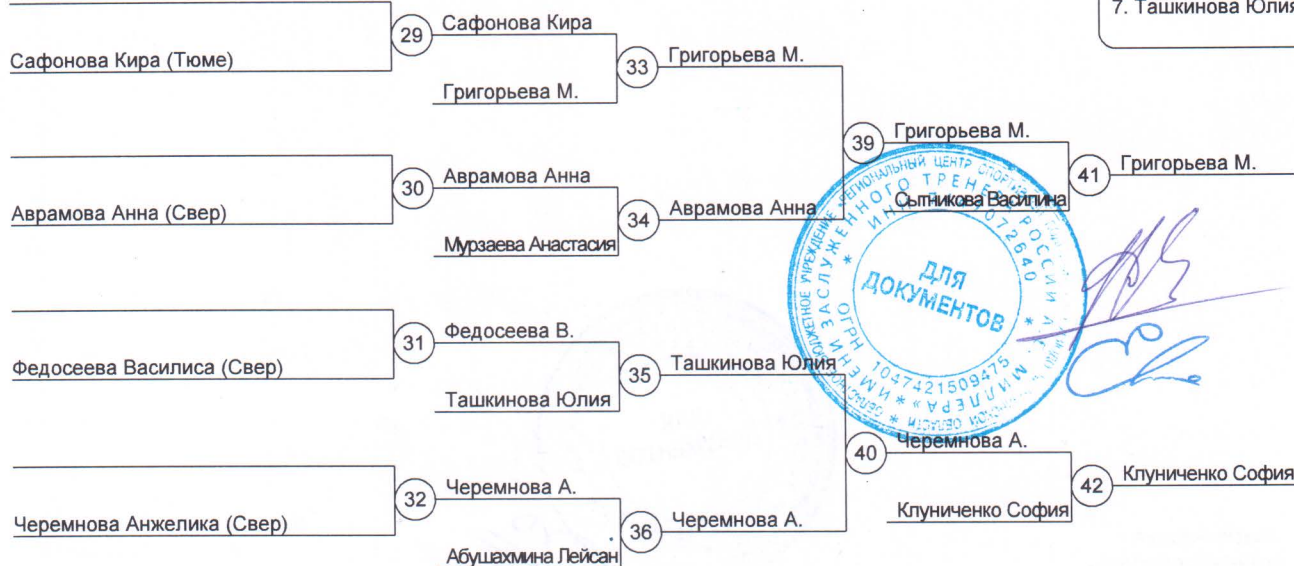 7. Ташкинова Юлия
29
Сафонова Кира
Сафонова Кира (Тюме)
33
Григорьева М.
Григорьева М.
39
Григорьева М.
30
Аврамова Анна
41
Григорьева М.
Аврамова Анна (Свер)
34
Аврамова Анна
Сытникова Василина
Мурзаева Анастасия
ДЛЯ
ДОКУМЕНТОВ
ОГРН 1047421509475
31
Федосеева В.
Федосеева Василиса (Свер)
35
Ташкинова Юлия
Ташкинова Юлия
40
Черемнова А.
32
Черемнова А.
42
Клуниченко София
Черемнова Анжелика (Свер)
36
Черемнова А.
Клуниченко София
Абушахмина Лейсан